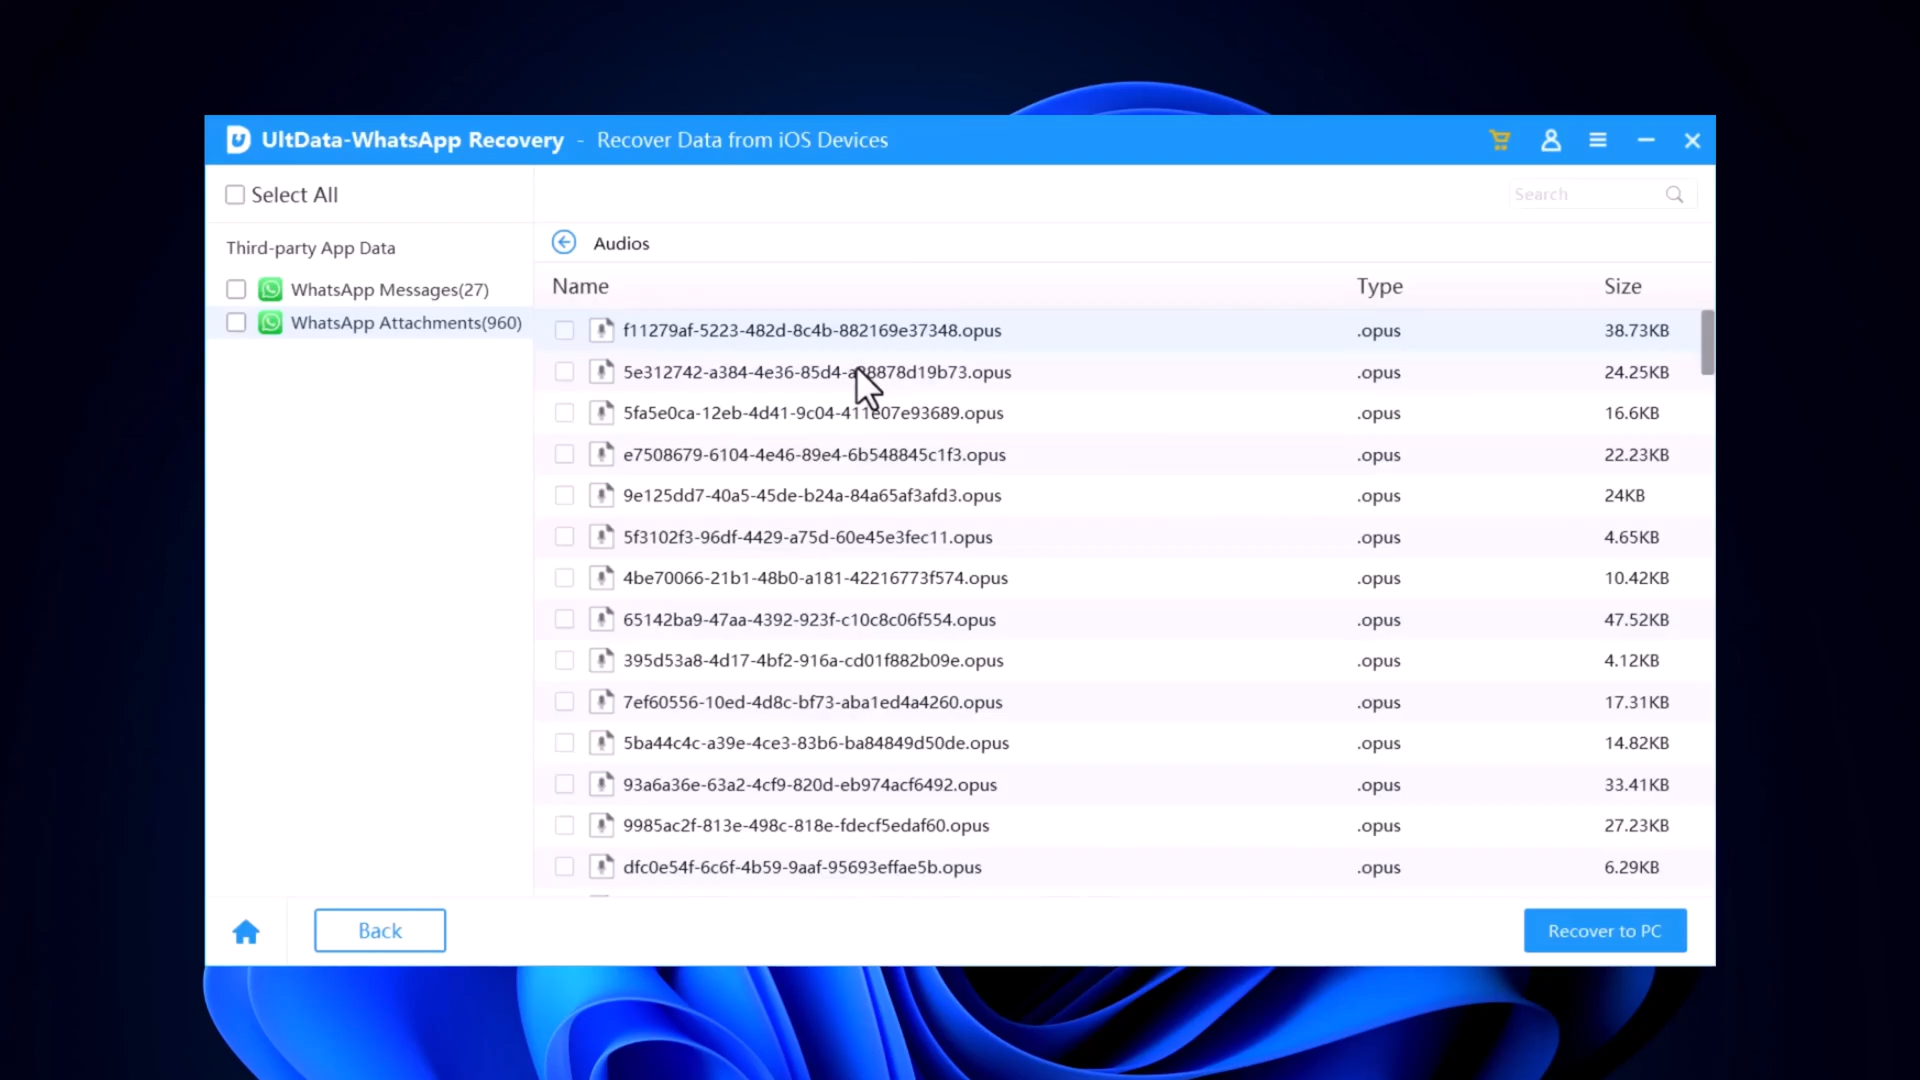 UltData-WhatsApp Recovery - Recover Data from iOS Devices
Select All
Search
Third-party App Data
WhatsApp Messages(27)
WhatsApp Attachments(960)
Audios
Name Type Size
f11279af-5223-482d-8c4b-882169e37348.opus .opus 38.73KB
.opus 24.25KB
.opus 16.6KB
e7508679-6104-4e46-89e4-6b548845c1f3.opus .opus 22.23KB
9e125dd7-40a5-45de-b24a-84a65af3afd3.opus .opus 24KB
5f3102f3-96df-4429-a75d-60e45e3fec11.opus .opus 4.65KB
4be70066-21b1-48b0-a181-42216773f574.opus .opus 10.42KB
65142ba9-47aa-4392-923f-c10c8c06f554.opus .opus 47.52KB
395d53a8-4d17-4bf2-916a-cd01f882b09e.opus .opus 4.12KB
7ef60556-10ed-4d8c-bf73-aba1ed4a4260.opus .opus 17.31KB
5ba44c4c-a39e-4ce3-83b6-ba84849d50de.opus .opus 14.82KB
93a6a36e-63a2-4cf9-820d-eb974acf6492.opus .opus 33.41KB
9985ac2f-813e-498c-818e-fdecf5edaf60.opus .opus 27.23KB
dfc0e54f-6c6f-4b59-9aaf-95693effae5b.opus .opus 6.29KB
Back
Recover to PC